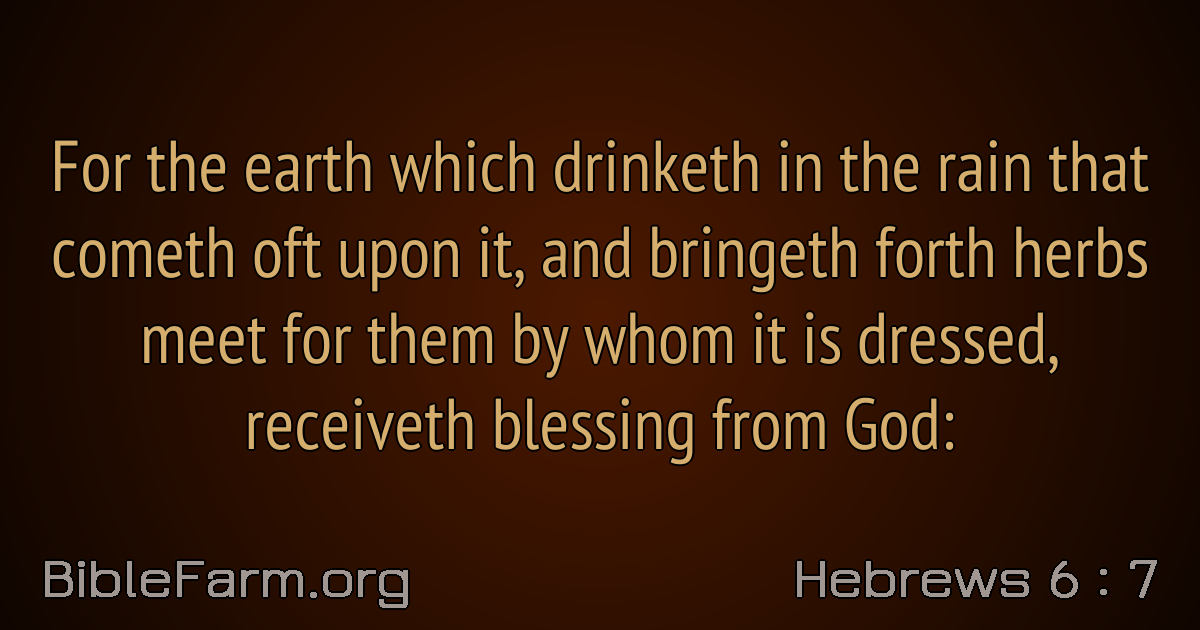 For the earth which drinketh in the rain that
cometh oft upon it, and bringeth forth herbs
meet for them by whom it is dressed,
receiveth blessing from God:
BibleFarm.org
Hebrews 6 : 7